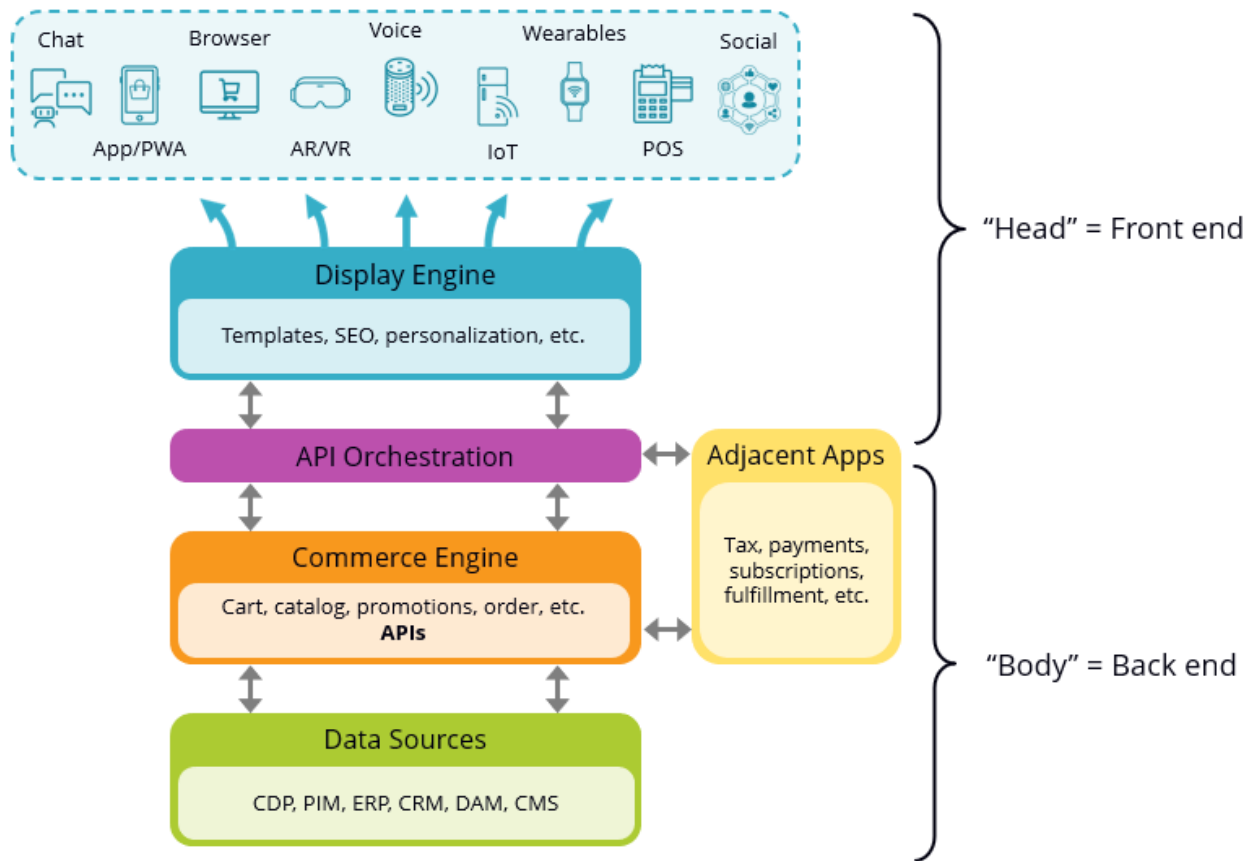 Chat
Browser
Voice
Wearables
Social
App/PWA
AR/VR
IoT
POS
"Head" = Front end
Display Engine
Templates, SEO, personalization, etc.
API Orchestration
Adjacent Apps
Tax, payments,
subscriptions,
fulfillment, etc.
Commerce Engine
Cart, catalog, promotions, order, etc.
APIs
"Body" = Back end
Data Sources
CDP, PIM, ERP, CRM, DAM, CMS